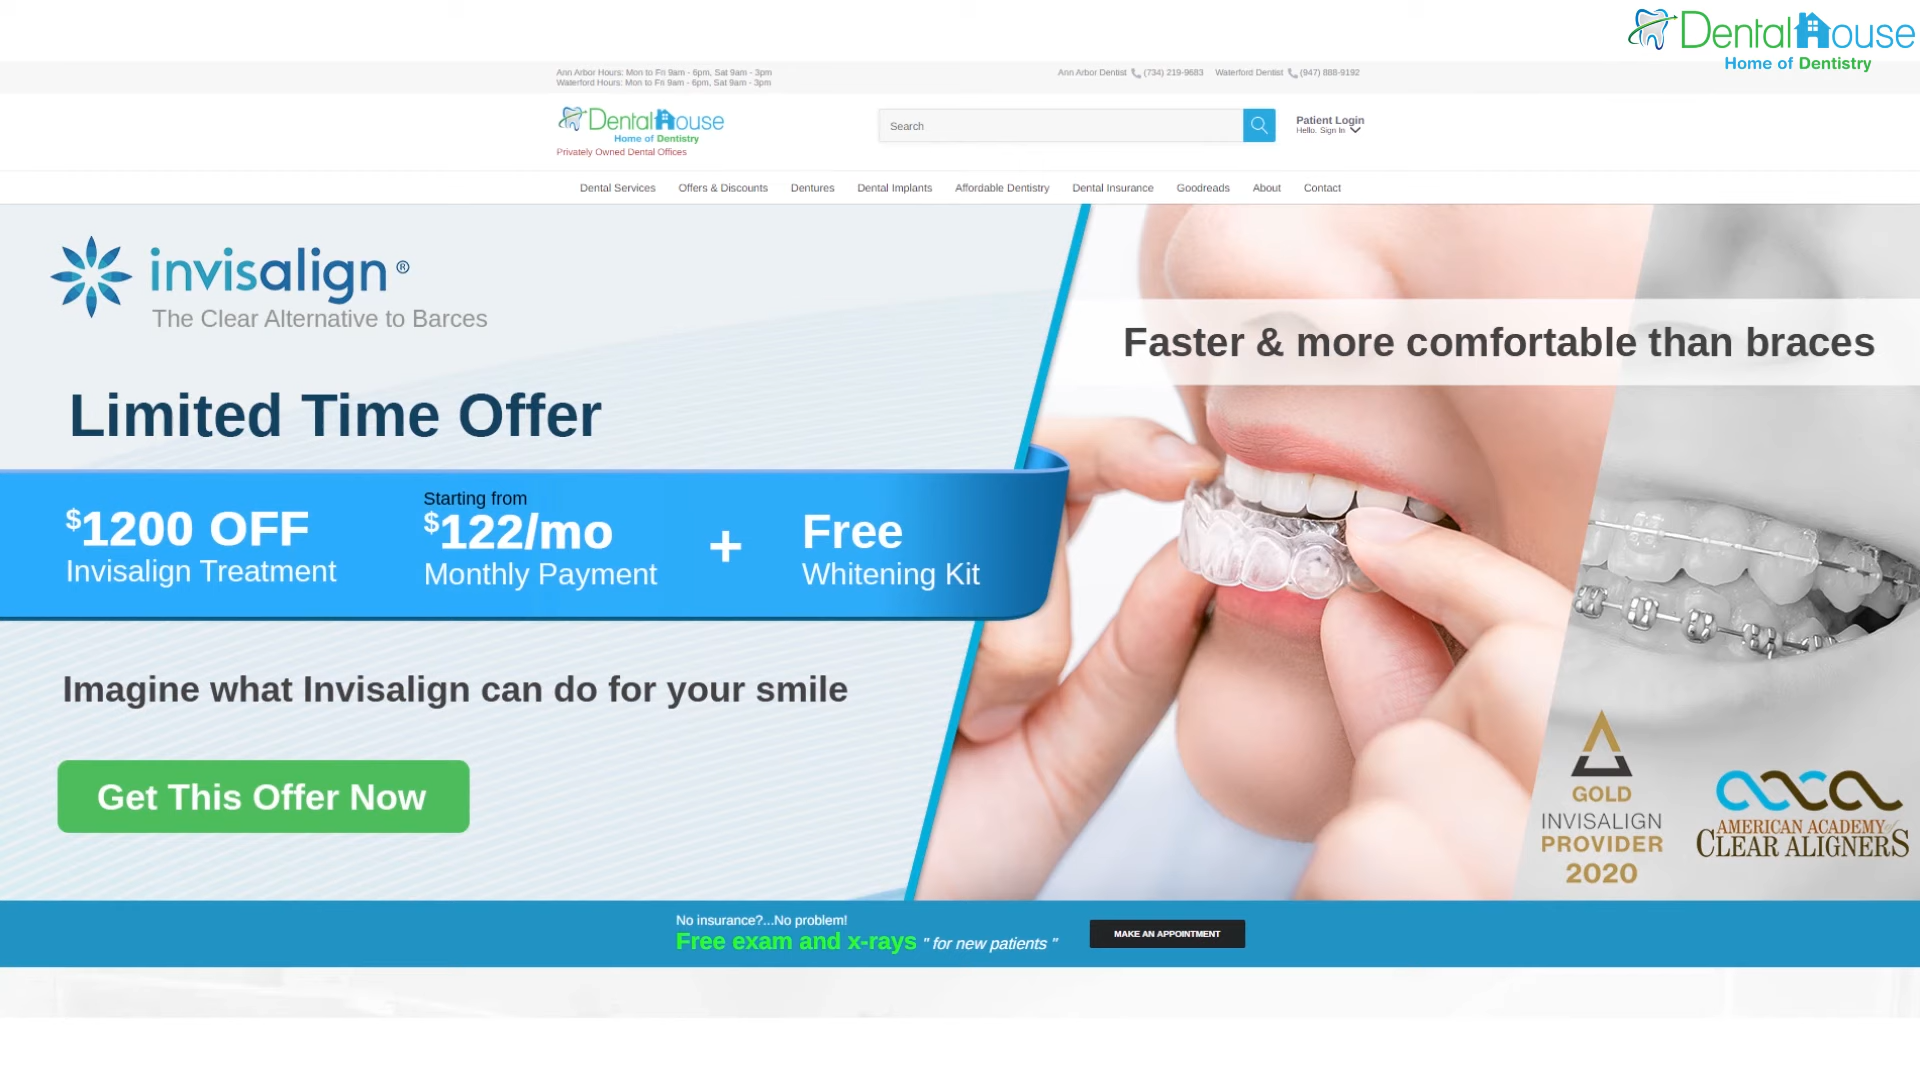 DentalHouse
Home of Dentistry
Ann Arbor Hours: Mon to Fri 9am - 6pm, Sat 9am - 3pm
Waterford Hours: Mon to Fri 9am - 6pm, Sat 9am - 3pm
Ann Arbor Dentist (734) 219-9683 Waterford Dentist (947) 888-9192
DentalHouse
Home of Dentistry
Privately Owned Dental Offices
Search
Patient Login
Hello. Sign In
Dental Services Offers & Discounts Dentures Dental Implants Affordable Dentistry Dental Insurance Goodreads About Contact
invisalign ®
The Clear Alternative to Barces
Faster & more comfortable than braces
Limited Time Offer
$1200 OFF
Invisalign Treatment
Starting from
$122/mo
Monthly Payment
+
Free
Whitening Kit
Imagine what Invisalign can do for your smile
Get This Offer Now
GOLD
INVISALIGN
PROVIDER
2020
AMERICAN ACADEMY of
CLEAR ALIGNERS
No insurance?...No problem!
Free exam and x-rays " for new patients "
MAKE AN APPOINTMENT